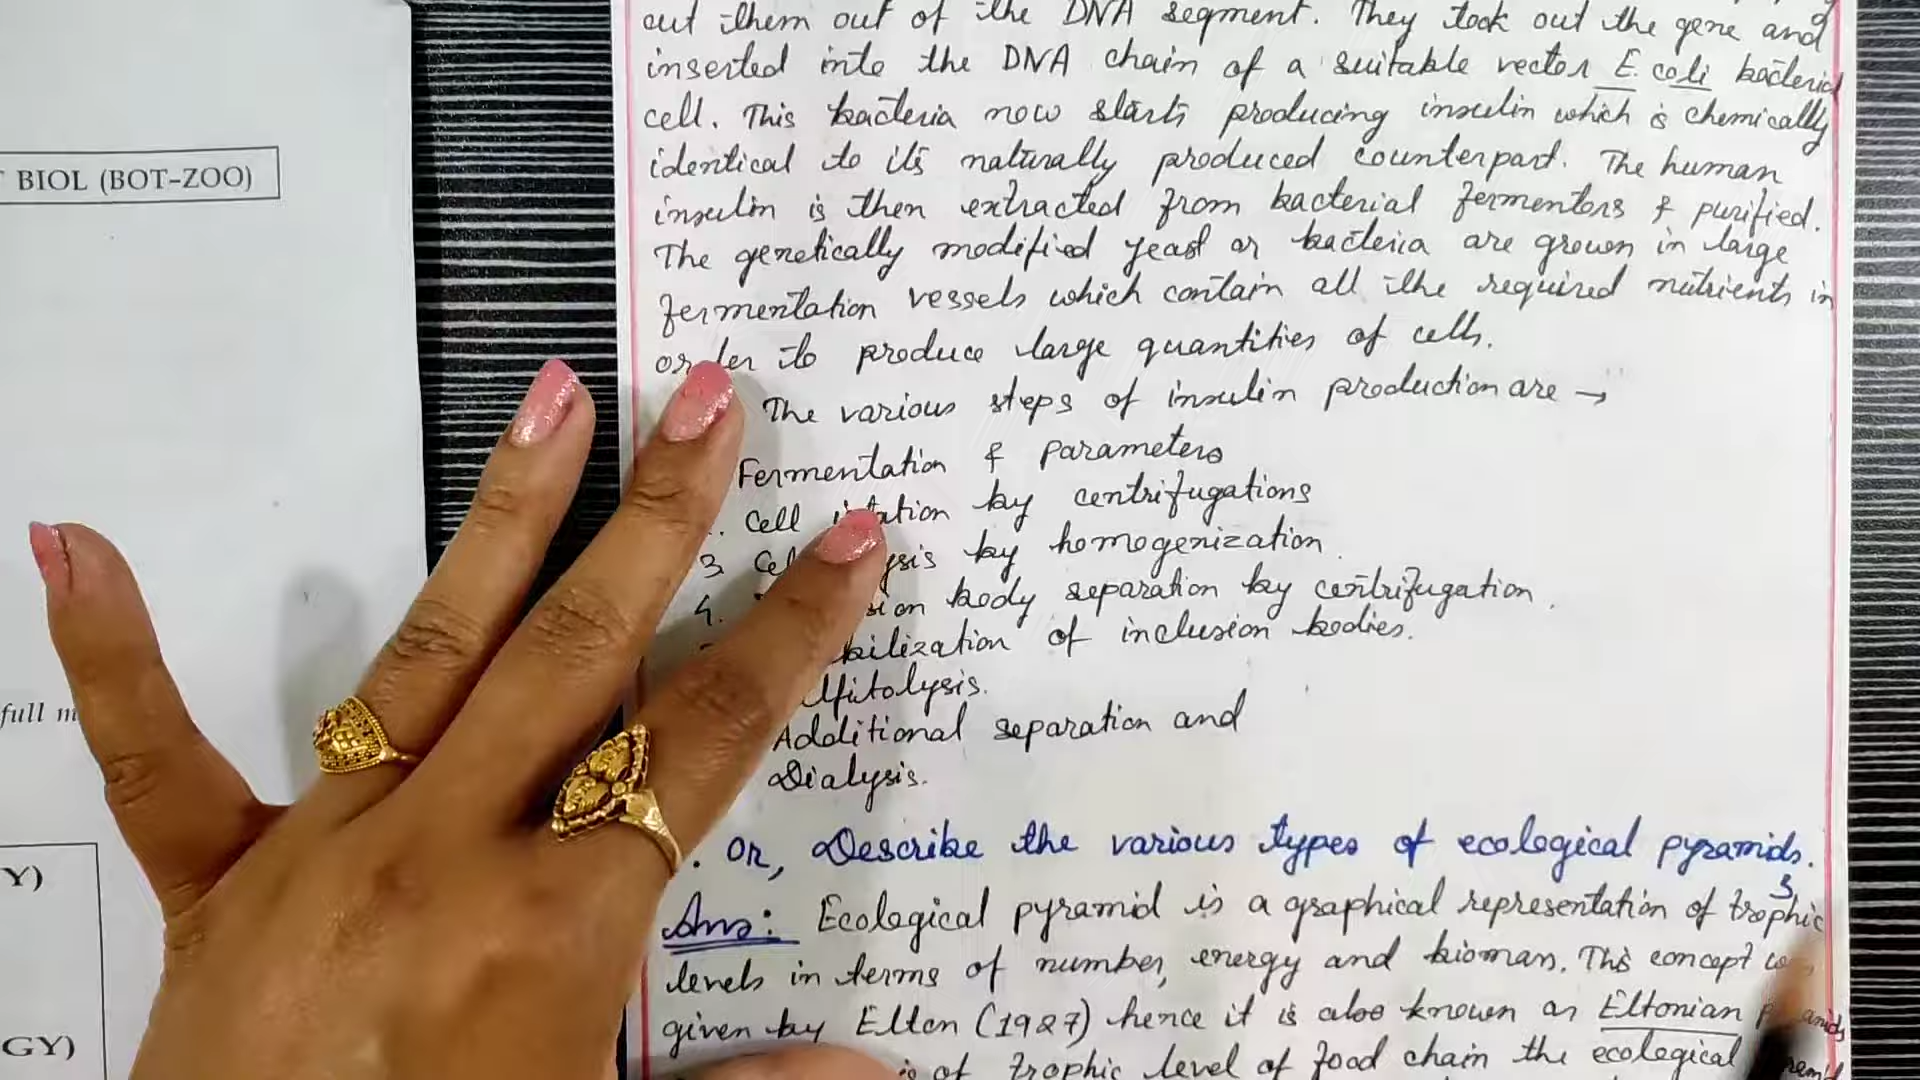 BIOL (BOT-ZOO)
full
Y)
GY)
cut them out of the DNA segment. They took out the gene and
inserted into the DNA chain of a suitable vector E. coli bacterial
cell. This bacteria now starts producing insulin which is chemically
identical to its naturally produced counterpart. The human
insulin is then extracted from bacterial fermentors & purified.
The genetically modified yeast or bacteria are grown in large
fermentation vessels which contain all the required nutrients in
order to produce large quantities of cells.
The various steps of insulin production are →
Fermentation & parameters
Cell by centrifugations
3. by homogenization.
4. body separation by centrifugation.
of inclusion bodies.
Additional separation and
Dialysis.
Or, Describe the various types of ecological pyramids.
3
Ans: Ecological pyramid is a graphical representation of trophic
levels in terms of number, energy and biomass. This concept
given by Elton (1927) hence it is also known as Eltonian
of trophic level of food chain the ecological